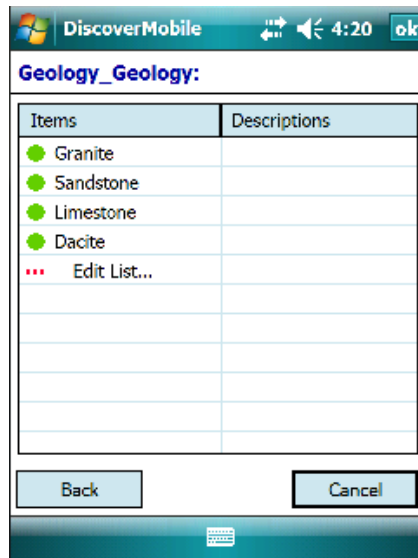 DiscoverMobile 4:20 ok
Geology_Geology:
Items Descriptions
Granite
Sandstone
Limestone
Dacite
Edit List...
Back Cancel